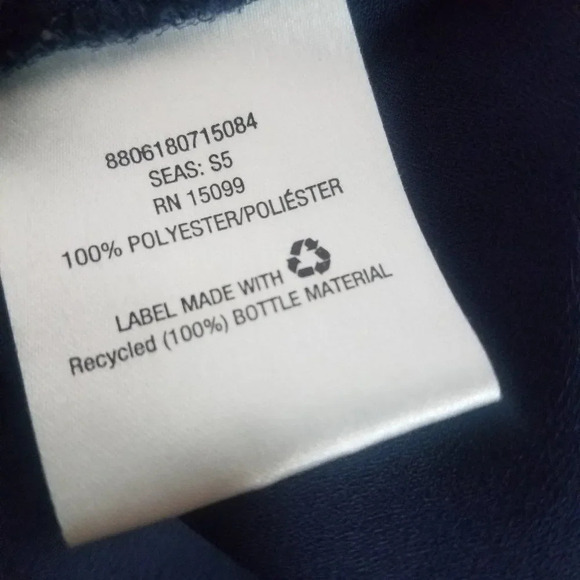 8806180715084
SEAS: S5
RN 15099
100% POLYESTER/POLIÉSTER
LABEL MADE WITH
Recycled (100%) BOTTLE MATERIAL